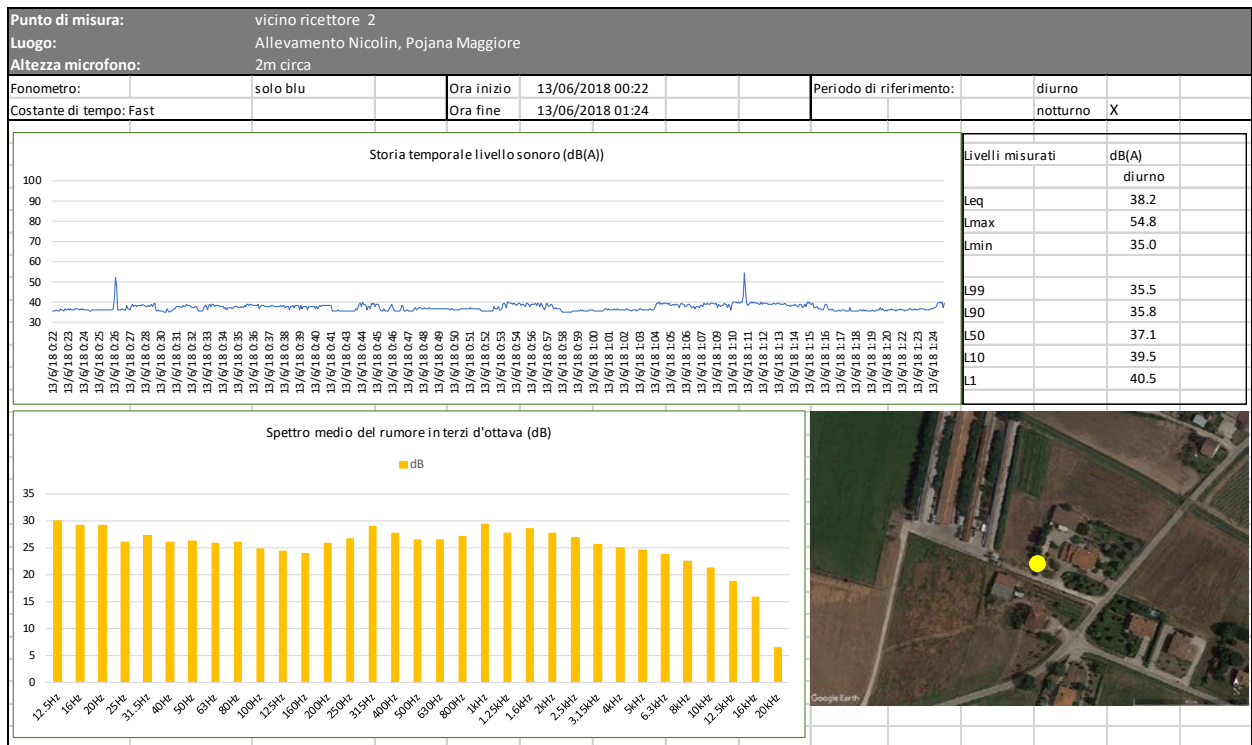 Punto di misura: vicino ricettore 2
Luogo: Allevamento Nicolin, Pojana Maggiore
Altezza microfono: 2m circa
Fonometro: solo blu Ora inizio 13/06/2018 00:22 Periodo di riferimento: diurno
Costante di tempo: Fast Ora fine 13/06/2018 01:24 notturno X
Storia temporale livello sonoro (dB(A))
100
90
80
70
60
50
40
30
13/6/18 0:22
13/6/18 0:23
13/6/18 0:24
13/6/18 0:25
13/6/18 0:26
13/6/18 0:27
13/6/18 0:28
13/6/18 0:30
13/6/18 0:31
13/6/18 0:32
13/6/18 0:33
13/6/18 0:34
13/6/18 0:35
13/6/18 0:36
13/6/18 0:37
13/6/18 0:38
13/6/18 0:39
13/6/18 0:40
13/6/18 0:41
13/6/18 0:43
13/6/18 0:44
13/6/18 0:45
13/6/18 0:46
13/6/18 0:47
13/6/18 0:48
13/6/18 0:49
13/6/18 0:50
13/6/18 0:51
13/6/18 0:52
13/6/18 0:53
13/6/18 0:54
13/6/18 0:56
13/6/18 0:57
13/6/18 0:58
13/6/18 0:59
13/6/18 1:00
13/6/18 1:01
13/6/18 1:02
13/6/18 1:03
13/6/18 1:04
13/6/18 1:05
13/6/18 1:06
13/6/18 1:07
13/6/18 1:09
13/6/18 1:10
13/6/18 1:11
13/6/18 1:12
13/6/18 1:13
13/6/18 1:14
13/6/18 1:15
13/6/18 1:16
13/6/18 1:17
13/6/18 1:18
13/6/18 1:19
13/6/18 1:20
13/6/18 1:22
13/6/18 1:23
13/6/18 1:24
Livelli misurati dB(A)
diurno
Leq 38.2
Lmax 54.8
Lmin 35.0
L99 35.5
L90 35.8
L50 37.1
L10 39.5
L1 40.5
Spettro medio del rumore in terzi d'ottava (dB)
dB
35
30
25
20
15
10
5
0
12.5Hz
16Hz
20Hz
25Hz
31.5Hz
40Hz
50Hz
63Hz
80Hz
100Hz
125Hz
160Hz
200Hz
250Hz
315Hz
400Hz
500Hz
630Hz
800Hz
1kHz
1.25kHz
1.6kHz
2kHz
2.5kHz
3.15kHz
4kHz
5kHz
6.3kHz
8kHz
10kHz
12.5kHz
16kHz
20kHz
Google Earth